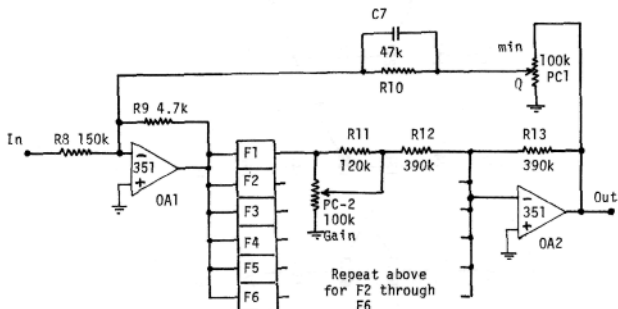 C7
47k
R10
min
100k
PC1
Q
R9 4.7k
In
R8 150k
−
351
+
OA1
F1
F2
F3
F4
F5
F6
R11
120k
R12
390k
R13
390k
PC-2
100k
Gain
−
351
+
OA2
Out
Repeat above
for F2 through
F6